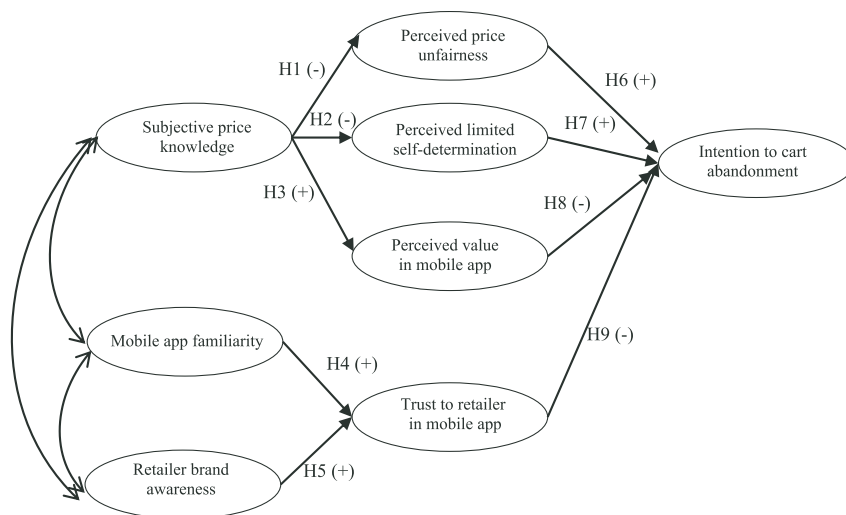 Perceived price
unfairness
H1 (-)
H6 (+)
H2 (-)
H7 (+)
Subjective price
knowledge
Perceived limited
self-determination
Intention to cart
abandonment
H3 (+)
H8 (-)
Perceived value
in mobile app
H9 (-)
Mobile app familiarity
H4 (+)
Trust to retailer
in mobile app
H5 (+)
Retailer brand
awareness